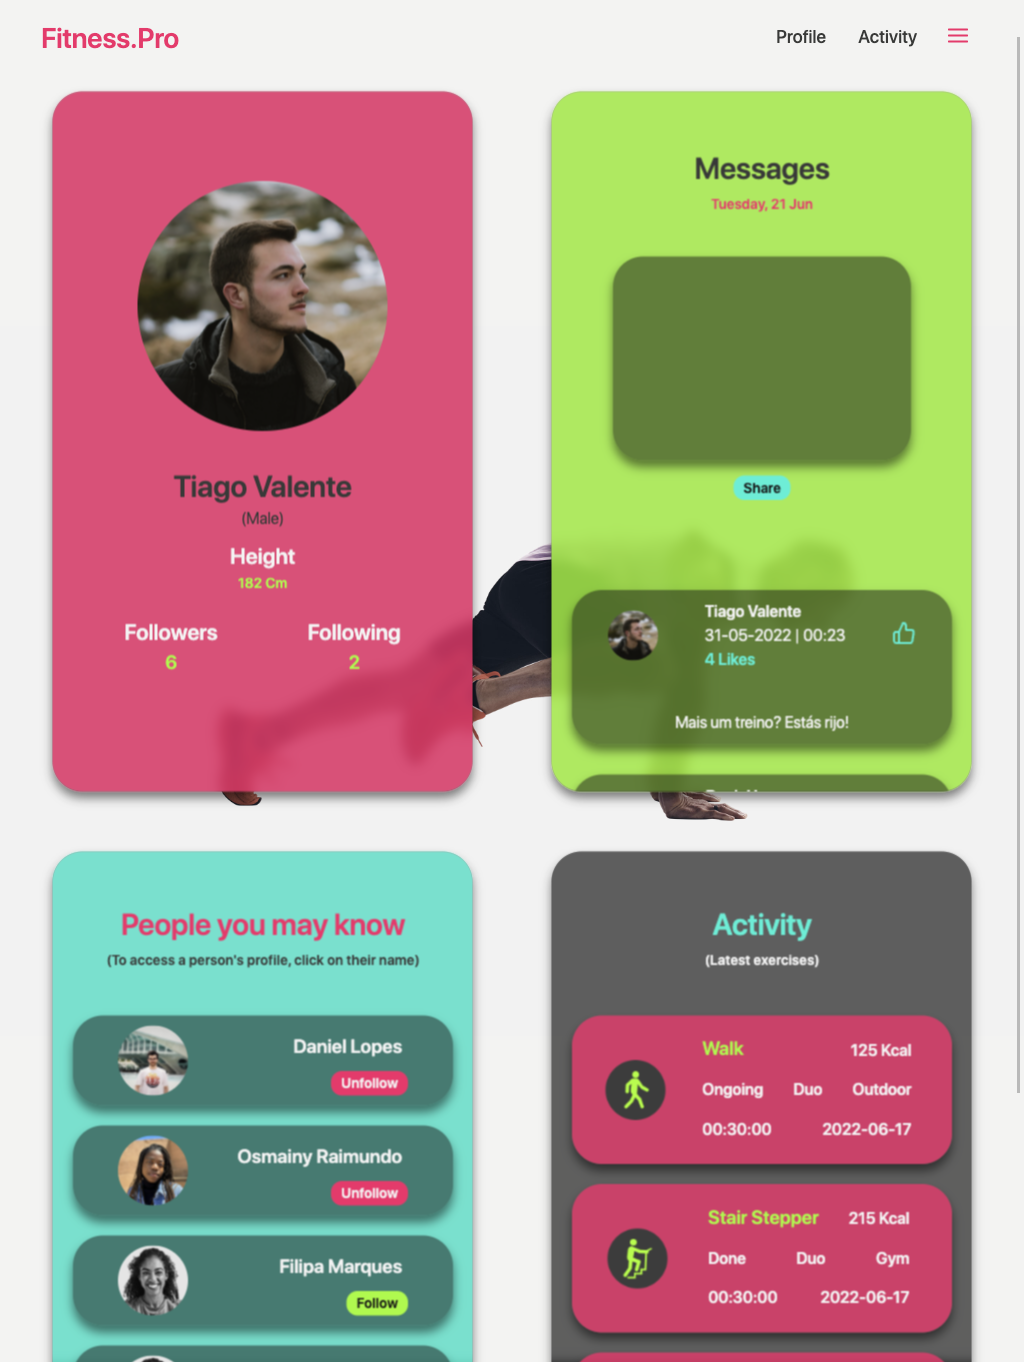 Fitness.Pro
Profile
Activity
Tiago Valente
(Male)
Height
182 Cm
Followers
Following
6
2
Messages
Tuesday, 21 Jun
Share
Tiago Valente
31-05-2022 | 00:23
4 Likes
Mais um treino? Estás rijo!
People you may know
(To access a person's profile, click on their name)
Daniel Lopes
Unfollow
Osmainy Raimundo
Unfollow
Filipa Marques
Follow
Activity
(Latest exercises)
Walk
125 Kcal
Ongoing
Duo
Outdoor
00:30:00
2022-06-17
Stair Stepper
215 Kcal
Done
Duo
Gym
00:30:00
2022-06-17